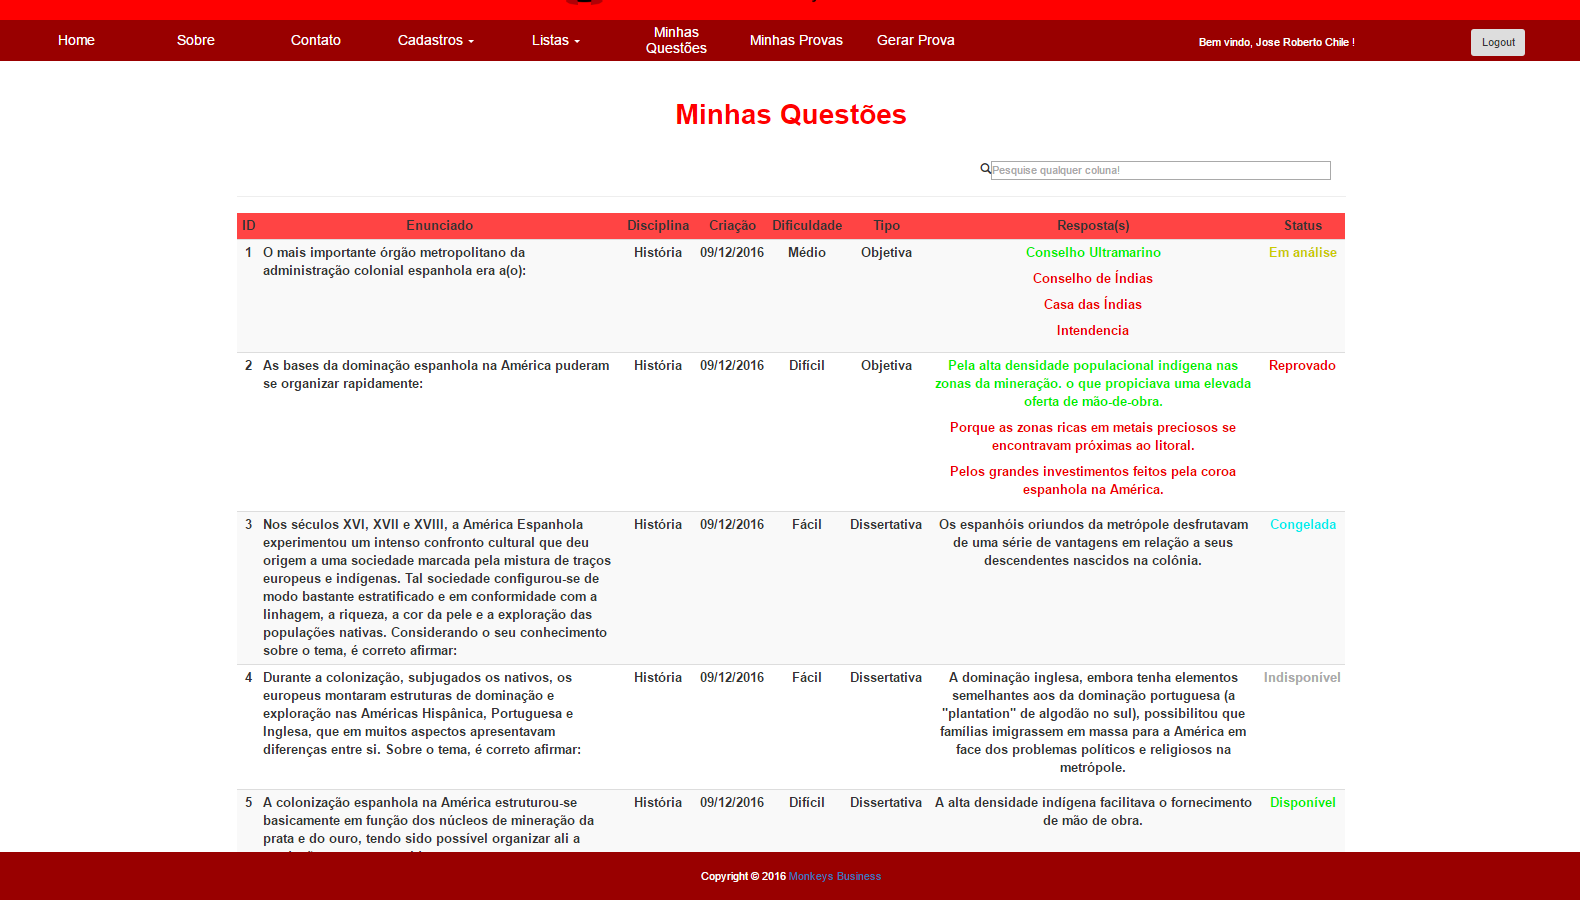 Home
Sobre
Contato
Cadastros
Listas
Minhas
Questões
Minhas Provas
Gerar Prova
Bem vindo, Jose Roberto Chile !
Logout
Minhas Questões
Pesquise qualquer coluna!
ID Enunciado Disciplina Criação Dificuldade Tipo Resposta(s) Status
1 O mais importante órgão metropolitano da História 09/12/2016 Médio Objetiva Conselho Ultramarino Em análise
administração colonial espanhola era a(o):
Conselho de Índias
Casa das Índias
Intendencia
2 As bases da dominação espanhola na América puderam História 09/12/2016 Difícil Objetiva Pela alta densidade populacional indígena nas Reprovado
se organizar rapidamente: zonas da mineração. o que propiciava uma elevada
oferta de mão-de-obra.
Porque as zonas ricas em metais preciosos se
encontravam próximas ao litoral.
Pelos grandes investimentos feitos pela coroa
espanhola na América.
3 Nos séculos XVI, XVII e XVIII, a América Espanhola História 09/12/2016 Fácil Dissertativa Os espanhóis oriundos da metrópole desfrutavam Congelada
experimentou um intenso confronto cultural que deu de uma série de vantagens em relação a seus
origem a uma sociedade marcada pela mistura de traços descendentes nascidos na colônia.
europeus e indígenas. Tal sociedade configurou-se de
modo bastante estratificado e em conformidade com a
linhagem, a riqueza, a cor da pele e a exploração das
populações nativas. Considerando o seu conhecimento
sobre o tema, é correto afirmar:
4 Durante a colonização, subjugados os nativos, os História 09/12/2016 Fácil Dissertativa A dominação inglesa, embora tenha elementos Indisponível
europeus montaram estruturas de dominação e semelhantes aos da dominação portuguesa (a
exploração nas Américas Hispânica, Portuguesa e "plantation" de algodão no sul), possibilitou que
Inglesa, que em muitos aspectos apresentavam famílias imigrassem em massa para a América em
diferenças entre si. Sobre o tema, é correto afirmar: face dos problemas políticos e religiosos na
metrópole.
5 A colonização espanhola na América estruturou-se História 09/12/2016 Difícil Dissertativa A alta densidade indígena facilitava o fornecimento Disponível
basicamente em função dos núcleos de mineração da de mão de obra.
prata e do ouro, tendo sido possível organizar ali a
Copyright © 2016 Monkeys Business